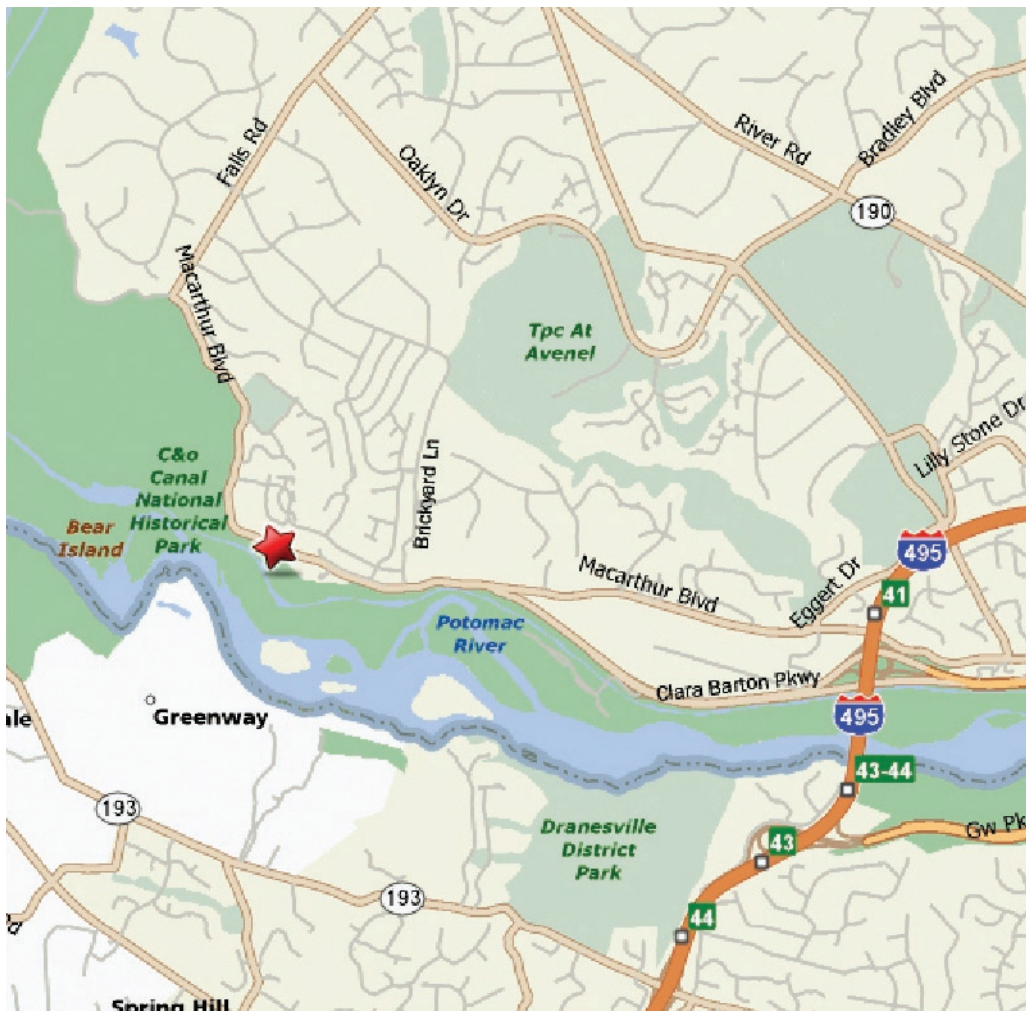 Falls Rd
Oaklyn Dr
River Rd
Bradley Blvd
190
Macarthur Blvd
Tpc At
Avenel
Lilly Stone Dr
C&o
Canal
National
Historical
Park
Bear
Island
Brickyard Ln
495
Macarthur Blvd
Eggert Dr
41
Potomac
River
Clara Barton Pkwy
Greenway
495
43-44
193
Dranesville
District
Park
43
Gw Pk
193
44
Spring Hill